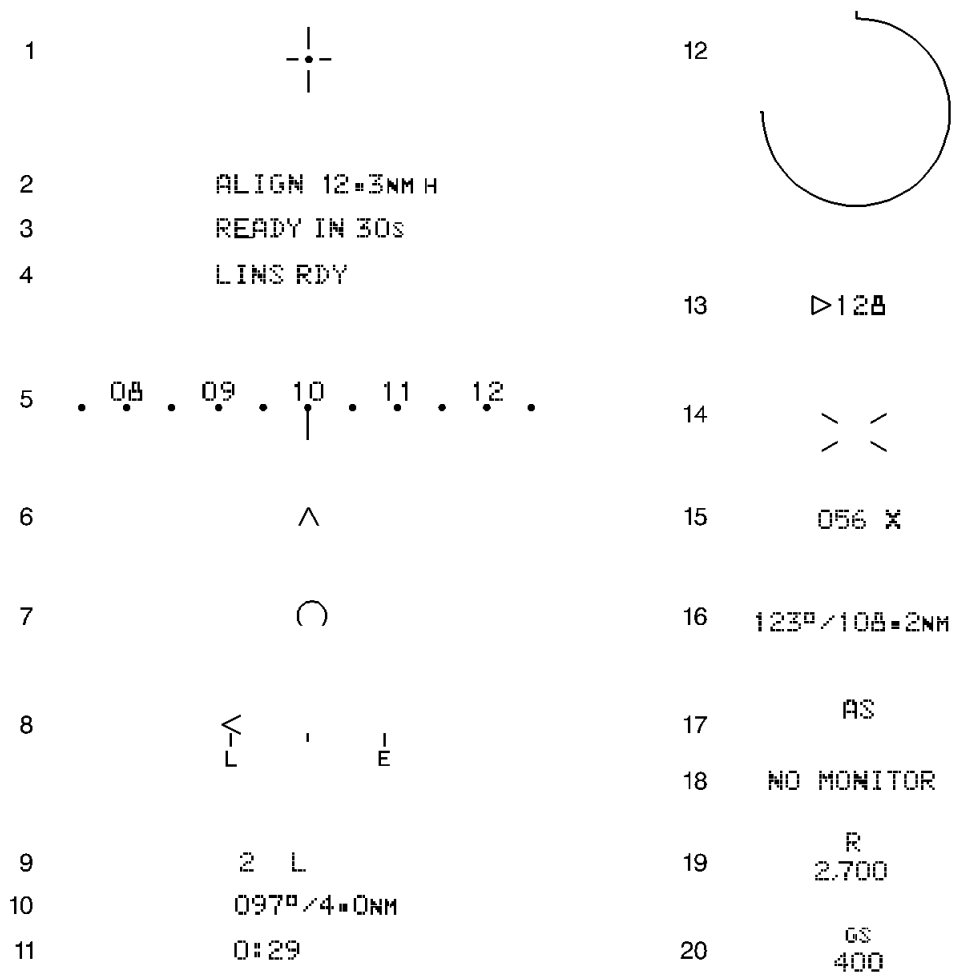 1
2 ALIGN 12.3NM H
3 READY IN 30s
4 LINS RDY
5 08 09 10 11 12
6
7
8 L E
9 2 L
10 097°/4.0NM
11 0:29
12
13 128
14
15 056 X
16 123°/108.2NM
17 AS
18 NO MONITOR
19 R
2.700
20 GS
400